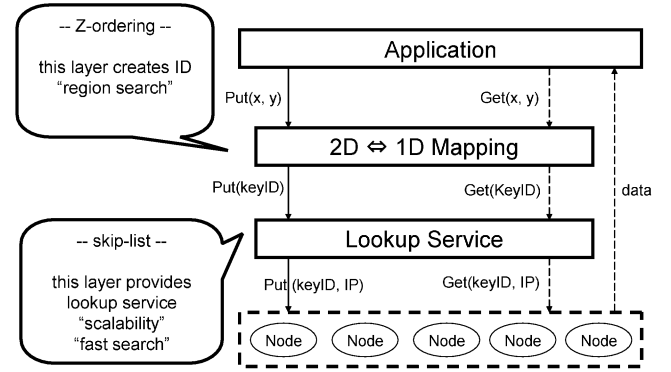 -- Z-ordering --
this layer creates ID
“region search”
Application
Put(x, y)
Get(x, y)
2D ⇔ 1D Mapping
Put(keyID)
Get(KeyID)
data
-- skip-list --
this layer provides
lookup service
“scalability”
“fast search”
Lookup Service
Put (keyID, IP)
Get(keyID, IP)
Node Node Node Node Node